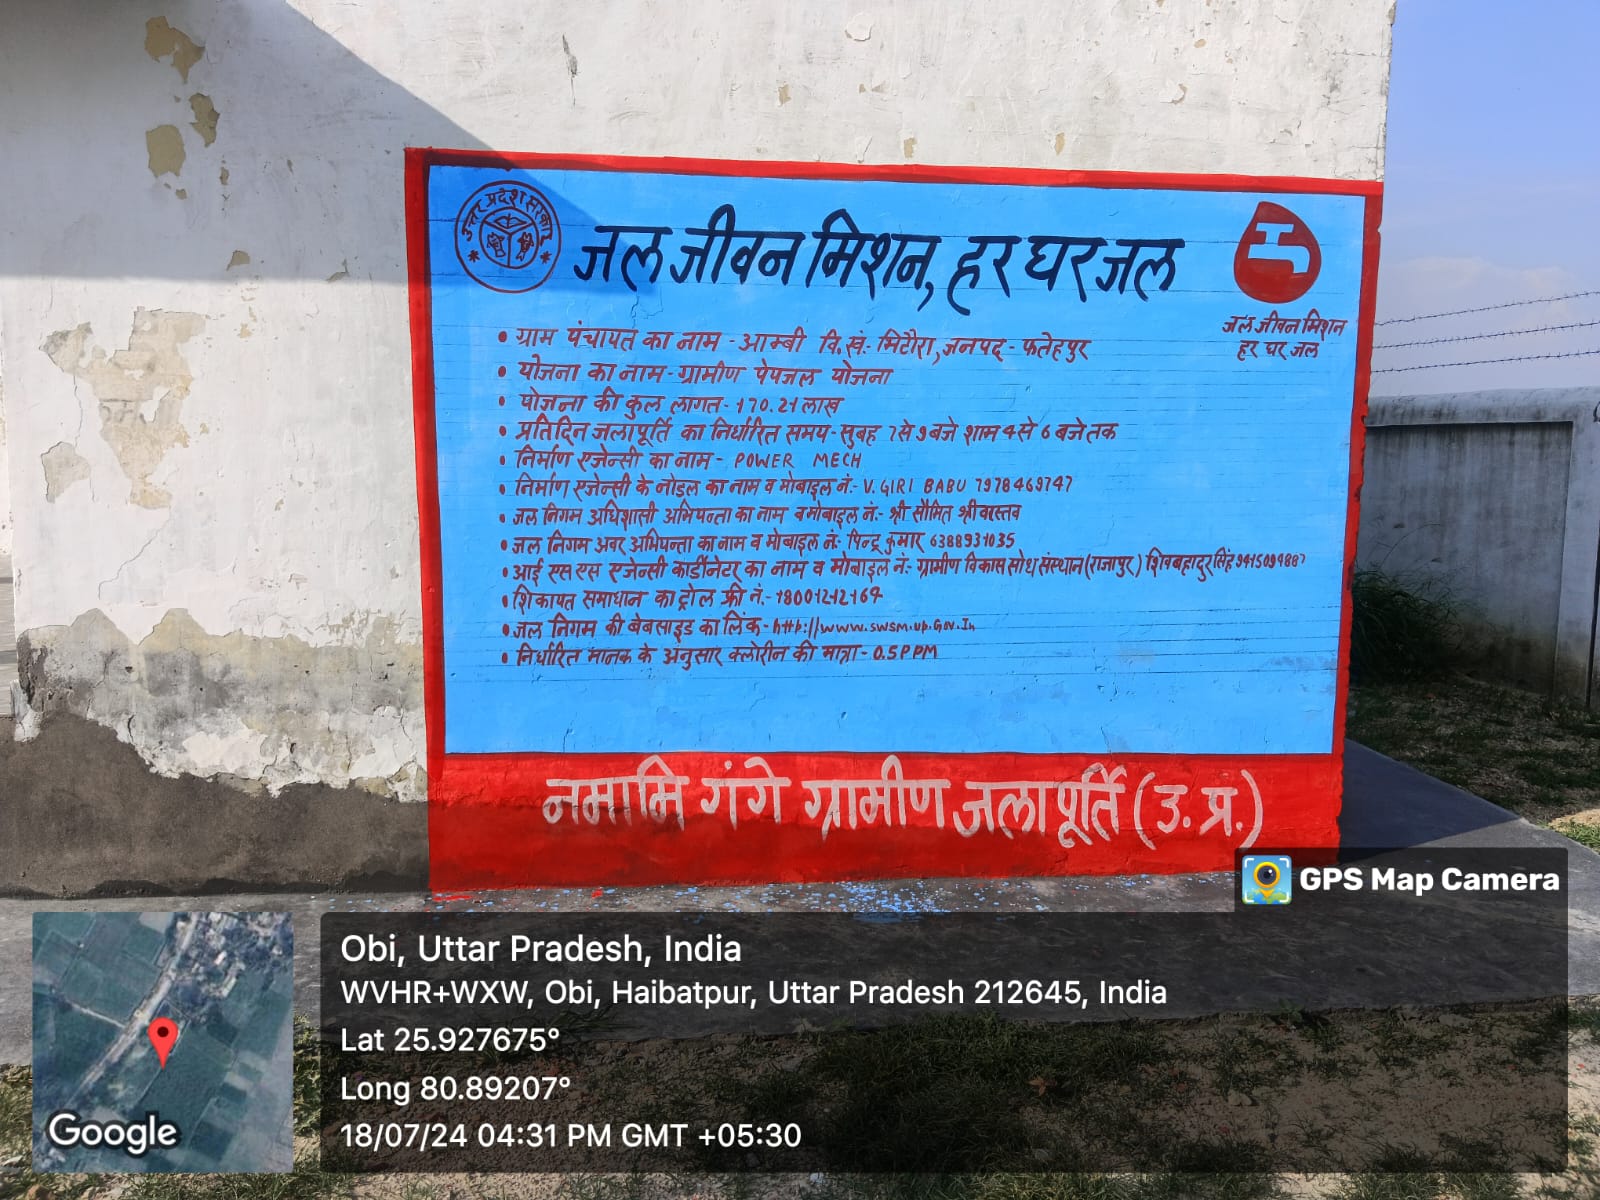 उत्तर प्रदेश सरकार
जल जीवन मिशन, हर घर जल
जल जीवन मिशन
हर घर जल
• ग्राम पंचायत का नाम - आम्बी वि.खं:- भिटौरा, जनपद - फतेहपुर
• योजना का नाम - ग्रामीण पेयजल योजना
• योजना की कुल लागत - 170.21 लाख
• प्रतिदिन जलापूर्ति का निर्धारित समय - सुबह 7 से 9 बजे शाम 4 से 6 बजे तक
• निर्माण एजेन्सी का नाम - POWER MECH
• निर्माण एजेन्सी के नोडल का नाम व मोबाइल नं:- V. GIRI BABU 7978469747
• जल निगम अधिशासी अभियन्ता का नाम व मोबाइल नं:- श्री सौमित श्रीवास्तव
• जल निगम अवर अभियन्ता का नाम व मोबाइल नं:- पिन्टू कुमार 6388931035
• आई एस एस एजेन्सी कार्डीनेटर का नाम व मोबाइल नं:- ग्रामीण विकास सोध संस्थान (राजापुर) शिवबहादुर सिंह 9415094887
• शिकायत समाधान का ट्रोल फ्री नं.- 18001212164
• जल निगम की बेबसाइड का लिंक - http://www.swsm.up.Gov.In
• निर्धारित मानक के अनुसार क्लोरीन की मात्रा - 0.5 PPM
नमामि गंगे ग्रामीण जलापूर्ति (उ. प्र.)
GPS Map Camera
Obi, Uttar Pradesh, India
WVHR+WXW, Obi, Haibatpur, Uttar Pradesh 212645, India
Lat 25.927675°
Long 80.89207°
18/07/24 04:31 PM GMT +05:30
Google